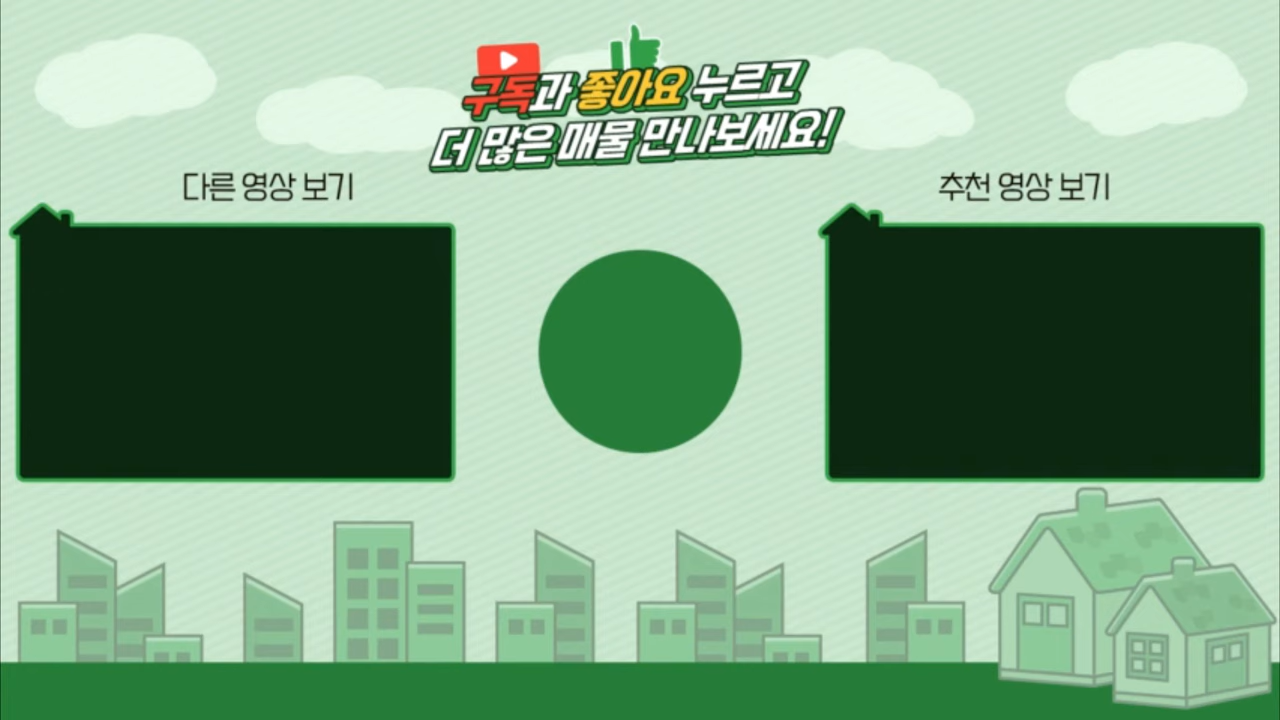 구독과 좋아요 누르고
더 많은 매물 만나보세요!
다른 영상 보기
추천 영상 보기